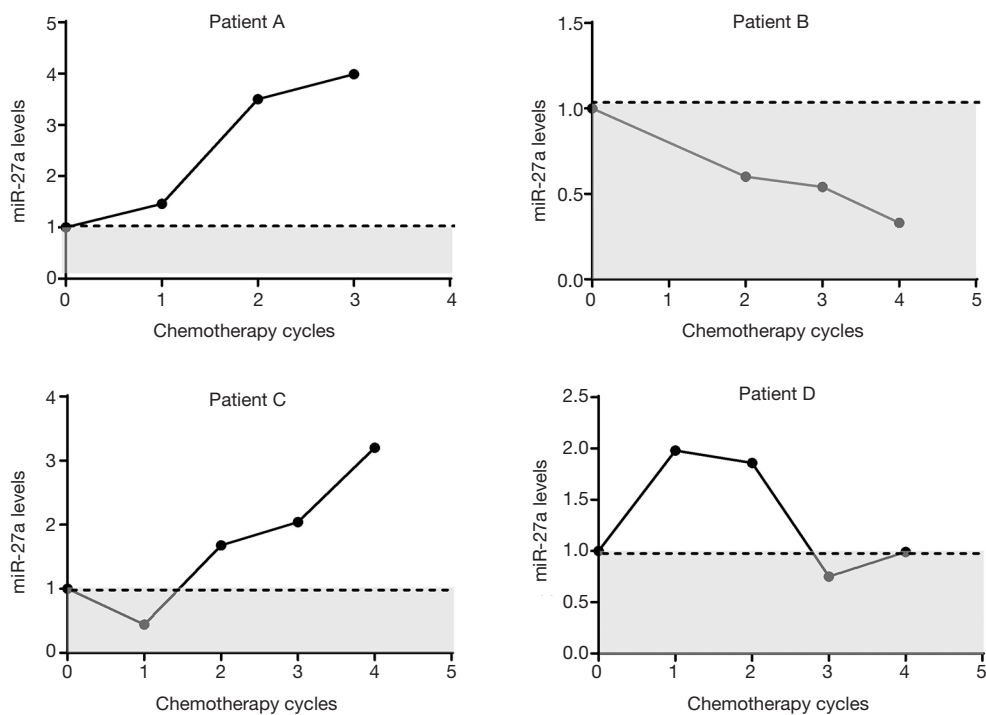 Patient A
miR-27a levels
5
4
3
2
1
0
0 1 2 3 4
Chemotherapy cycles
Patient B
miR-27a levels
1.5
1.0
0.5
0.0
0 1 2 3 4 5
Chemotherapy cycles
Patient C
miR-27a levels
4
3
2
1
0
0 1 2 3 4 5
Chemotherapy cycles
Patient D
miR-27a levels
2.5
2.0
1.5
1.0
0.5
0.0
0 1 2 3 4 5
Chemotherapy cycles